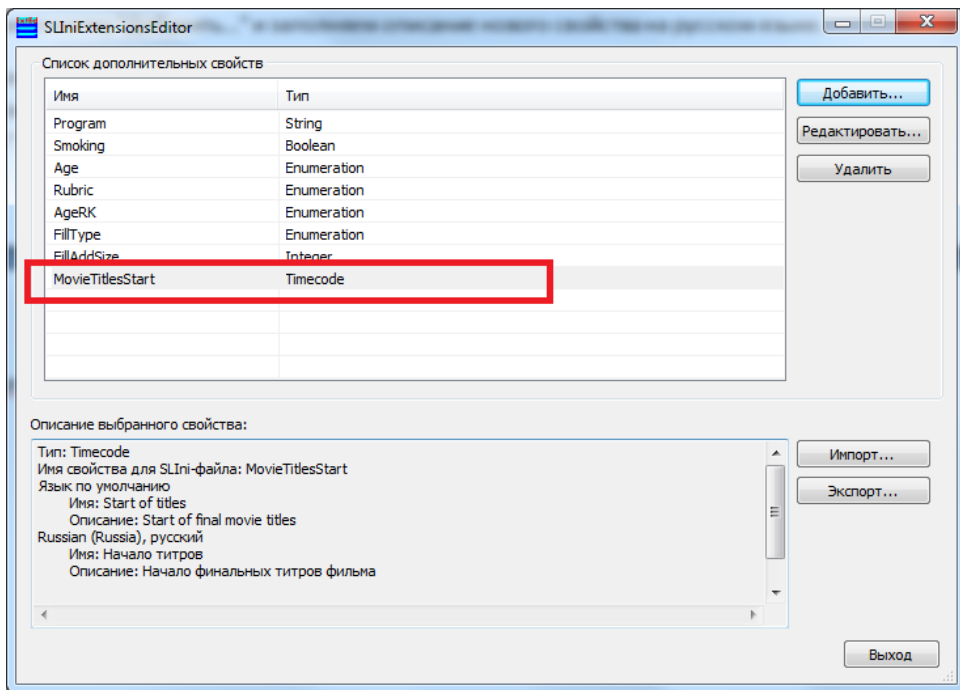 SLIniExtensionsEditor
Список дополнительных свойств
Имя Тип
Program String
Smoking Boolean
Age Enumeration
Rubric Enumeration
AgeRK Enumeration
FillType Enumeration
FillAddSize Integer
MovieTitlesStart Timecode
Добавить...
Редактировать...
Удалить
Описание выбранного свойства:
Тип: Timecode
Имя свойства для SLIni-файла: MovieTitlesStart
Язык по умолчанию
Имя: Start of titles
Описание: Start of final movie titles
Russian (Russia), русский
Имя: Начало титров
Описание: Начало финальных титров фильма
Импорт...
Экспорт...
Выход